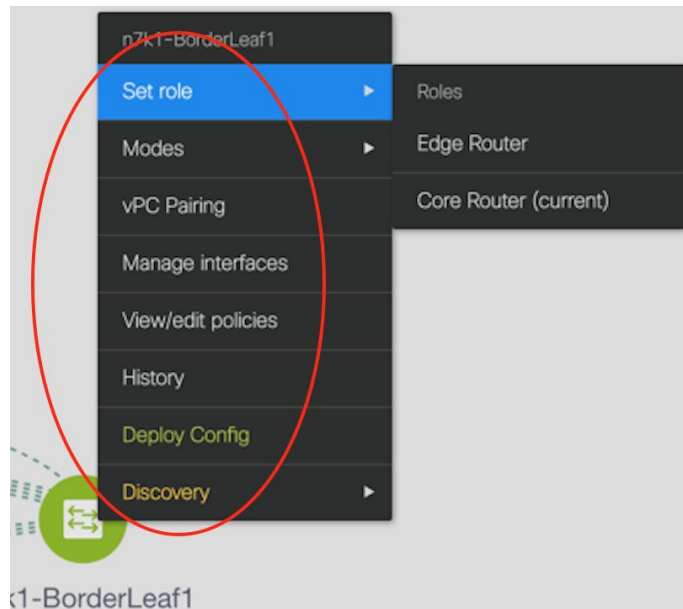 n7k1-BorderLeaf1
Set role
Modes
vPC Pairing
Manage interfaces
View/edit policies
History
Deploy Config
Discovery
Roles
Edge Router
Core Router (current)
k1-BorderLeaf1